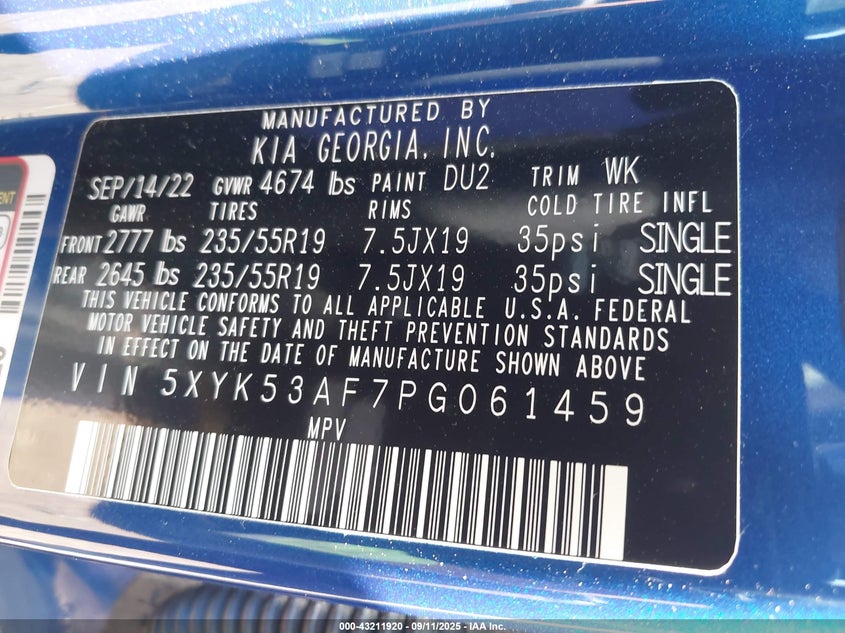 MANUFACTURED BY
KIA GEORGIA, INC.
SEP/14/22 GVWR 4674 lbs PAINT DU2 TRIM WK
GAWR TIRES RIMS COLD TIRE INFL
FRONT 2777 lbs 235/55R19 7.5JX19 35psi SINGLE
REAR 2645 lbs 235/55R19 7.5JX19 35psi SINGLE
THIS VEHICLE CONFORMS TO ALL APPLICABLE U.S.A. FEDERAL
MOTOR VEHICLE SAFETY AND THEFT PREVENTION STANDARDS
IN EFFECT ON THE DATE OF MANUFACTURE SHOWN ABOVE
VIN 5XYK53AF7PG061459
MPV
000-43211920 - 09/11/2025 - IAA Inc.